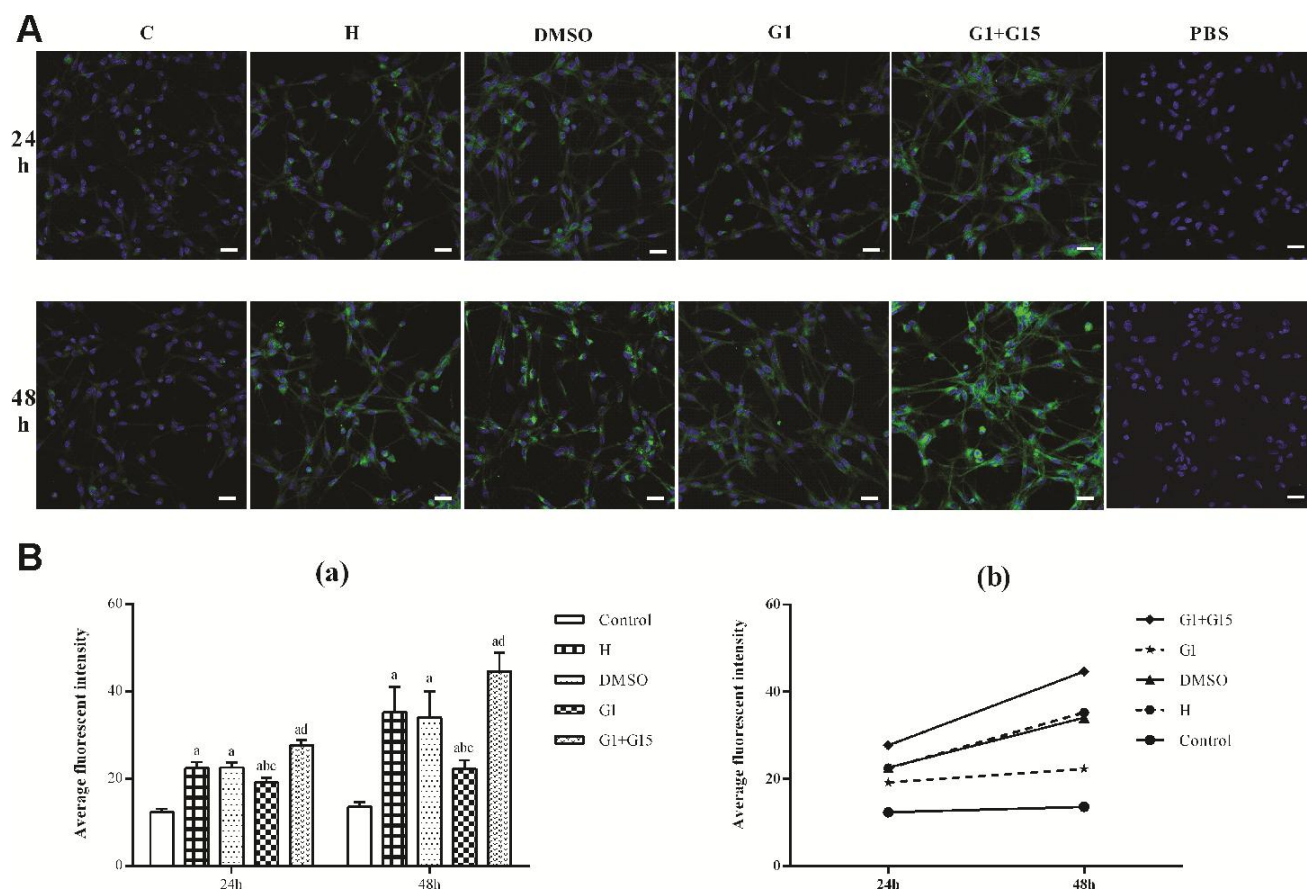 A
C H DMSO G1 G1+G15 PBS
24
h
48
h
B
(a)
Average fluorescent intensity
60
40
20
0
a a abc ad
a a abc ad
24h 48h
Control
H
DMSO
G1
G1+G15
(b)
Average fluorescent intensity
60
40
20
0
24h 48h
G1+G15
G1
DMSO
H
Control